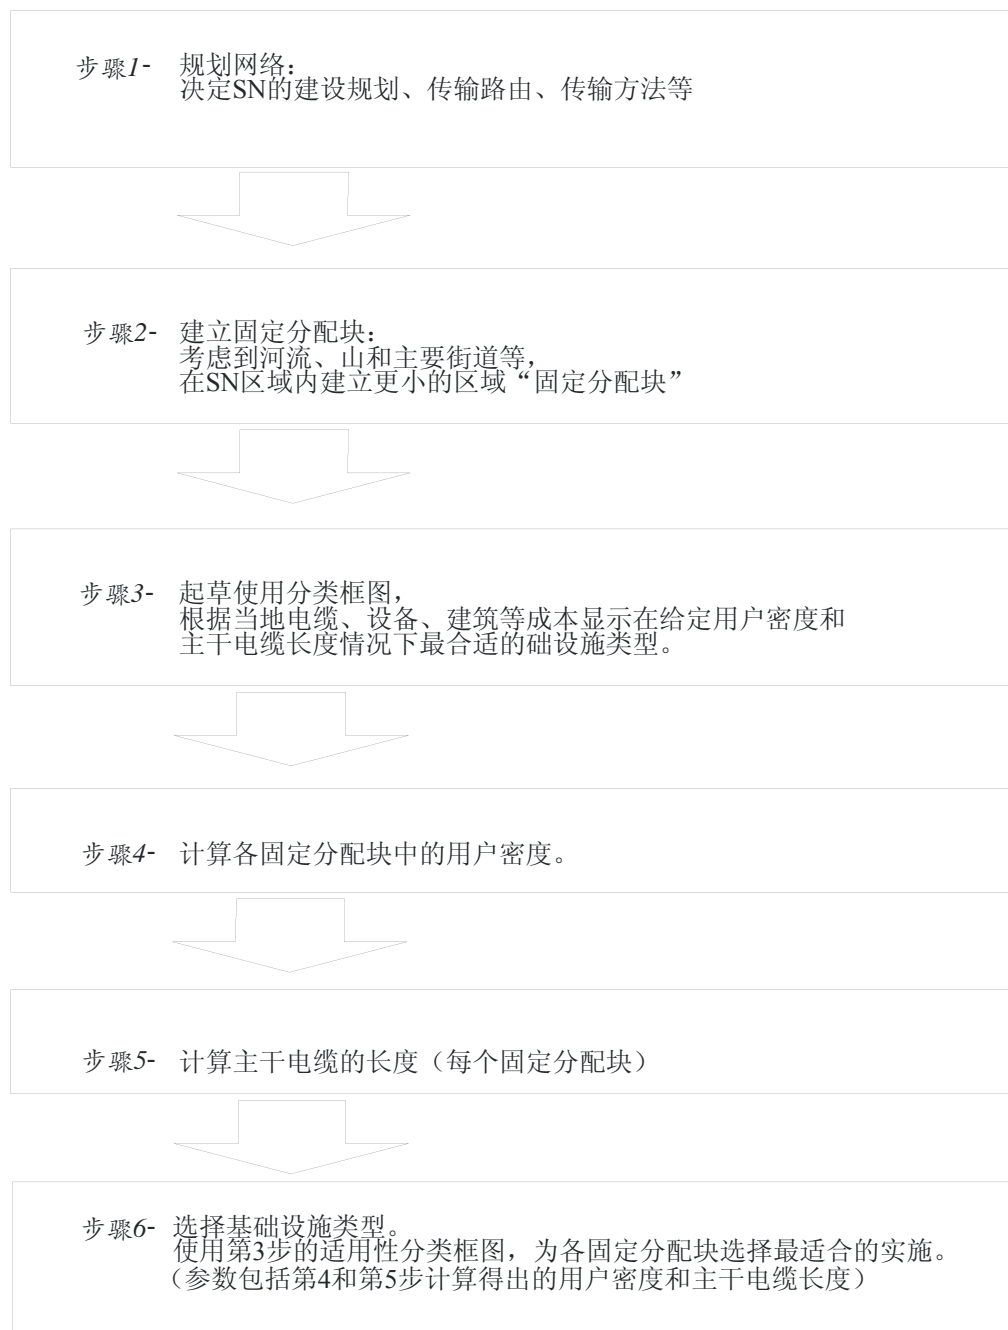 步骤1- 规划网络：
决定SN的建设规划、传输路由、传输方法等
步骤2- 建立固定分配块：
考虑到河流、山和主要街道等，
在SN区域内建立更小的区域“固定分配块”
步骤3- 起草使用分类框图，
根据当地电缆、设备、建筑等成本显示在给定用户密度和
主干电缆长度情况下最合适的础设施类型。
步骤4- 计算各固定分配块中的用户密度。
步骤5- 计算主干电缆的长度（每个固定分配块）
步骤6- 选择基础设施类型。
使用第3步的适用性分类框图，为各固定分配块选择最适合的实施。
（参数包括第4和第5步计算得出的用户密度和主干电缆长度）